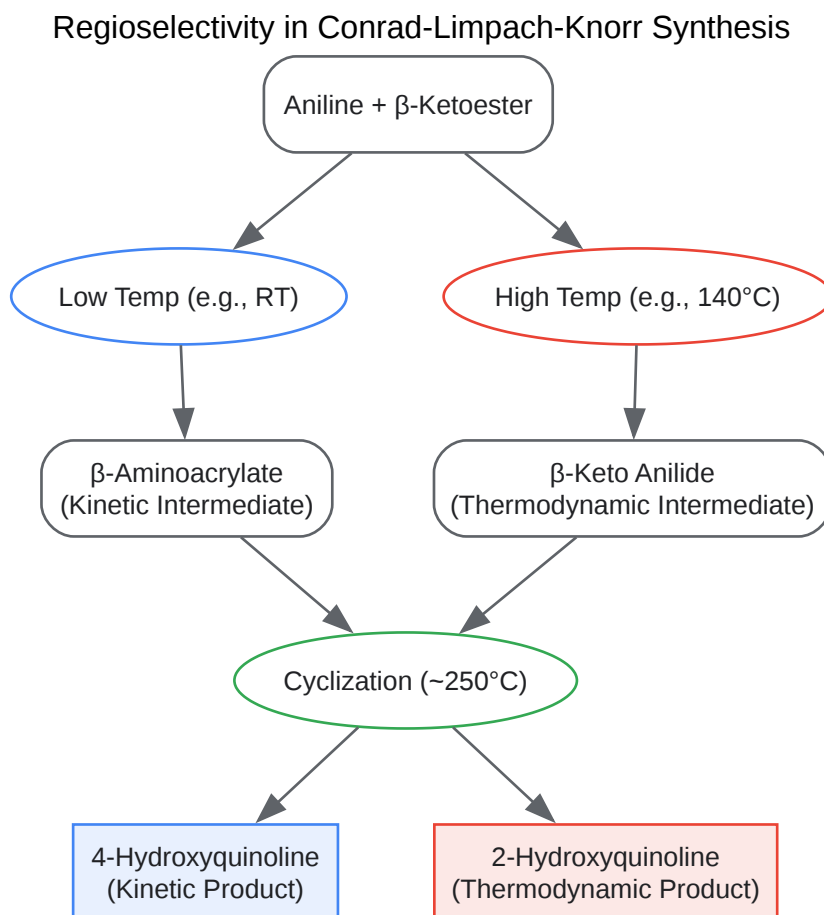 Regioselectivity in Conrad-Limpach-Knorr Synthesis
Aniline + β-Ketoester
Low Temp (e.g., RT)
High Temp (e.g., 140°C)
β-Aminoacrylate
(Kinetic Intermediate)
β-Keto Anilide
(Thermodynamic Intermediate)
Cyclization (~250°C)
4-Hydroxyquinoline
(Kinetic Product)
2-Hydroxyquinoline
(Thermodynamic Product)